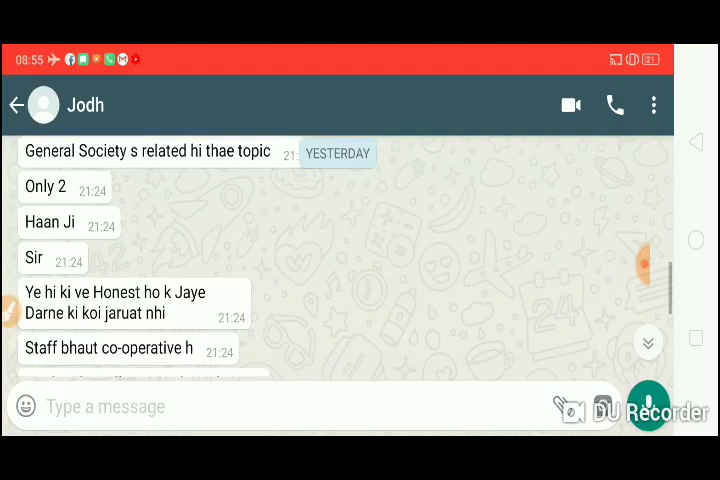 08:55
21
Jodh
General Society s related hi thae topic 21:
YESTERDAY
Only 2 21:24
Haan Ji 21:24
Sir 21:24
Ye hi ki ve Honest ho k Jaye
Darne ki koi jaruat nhi 21:24
Staff bhaut co-operative h 21:24
Type a message
DU Recorder